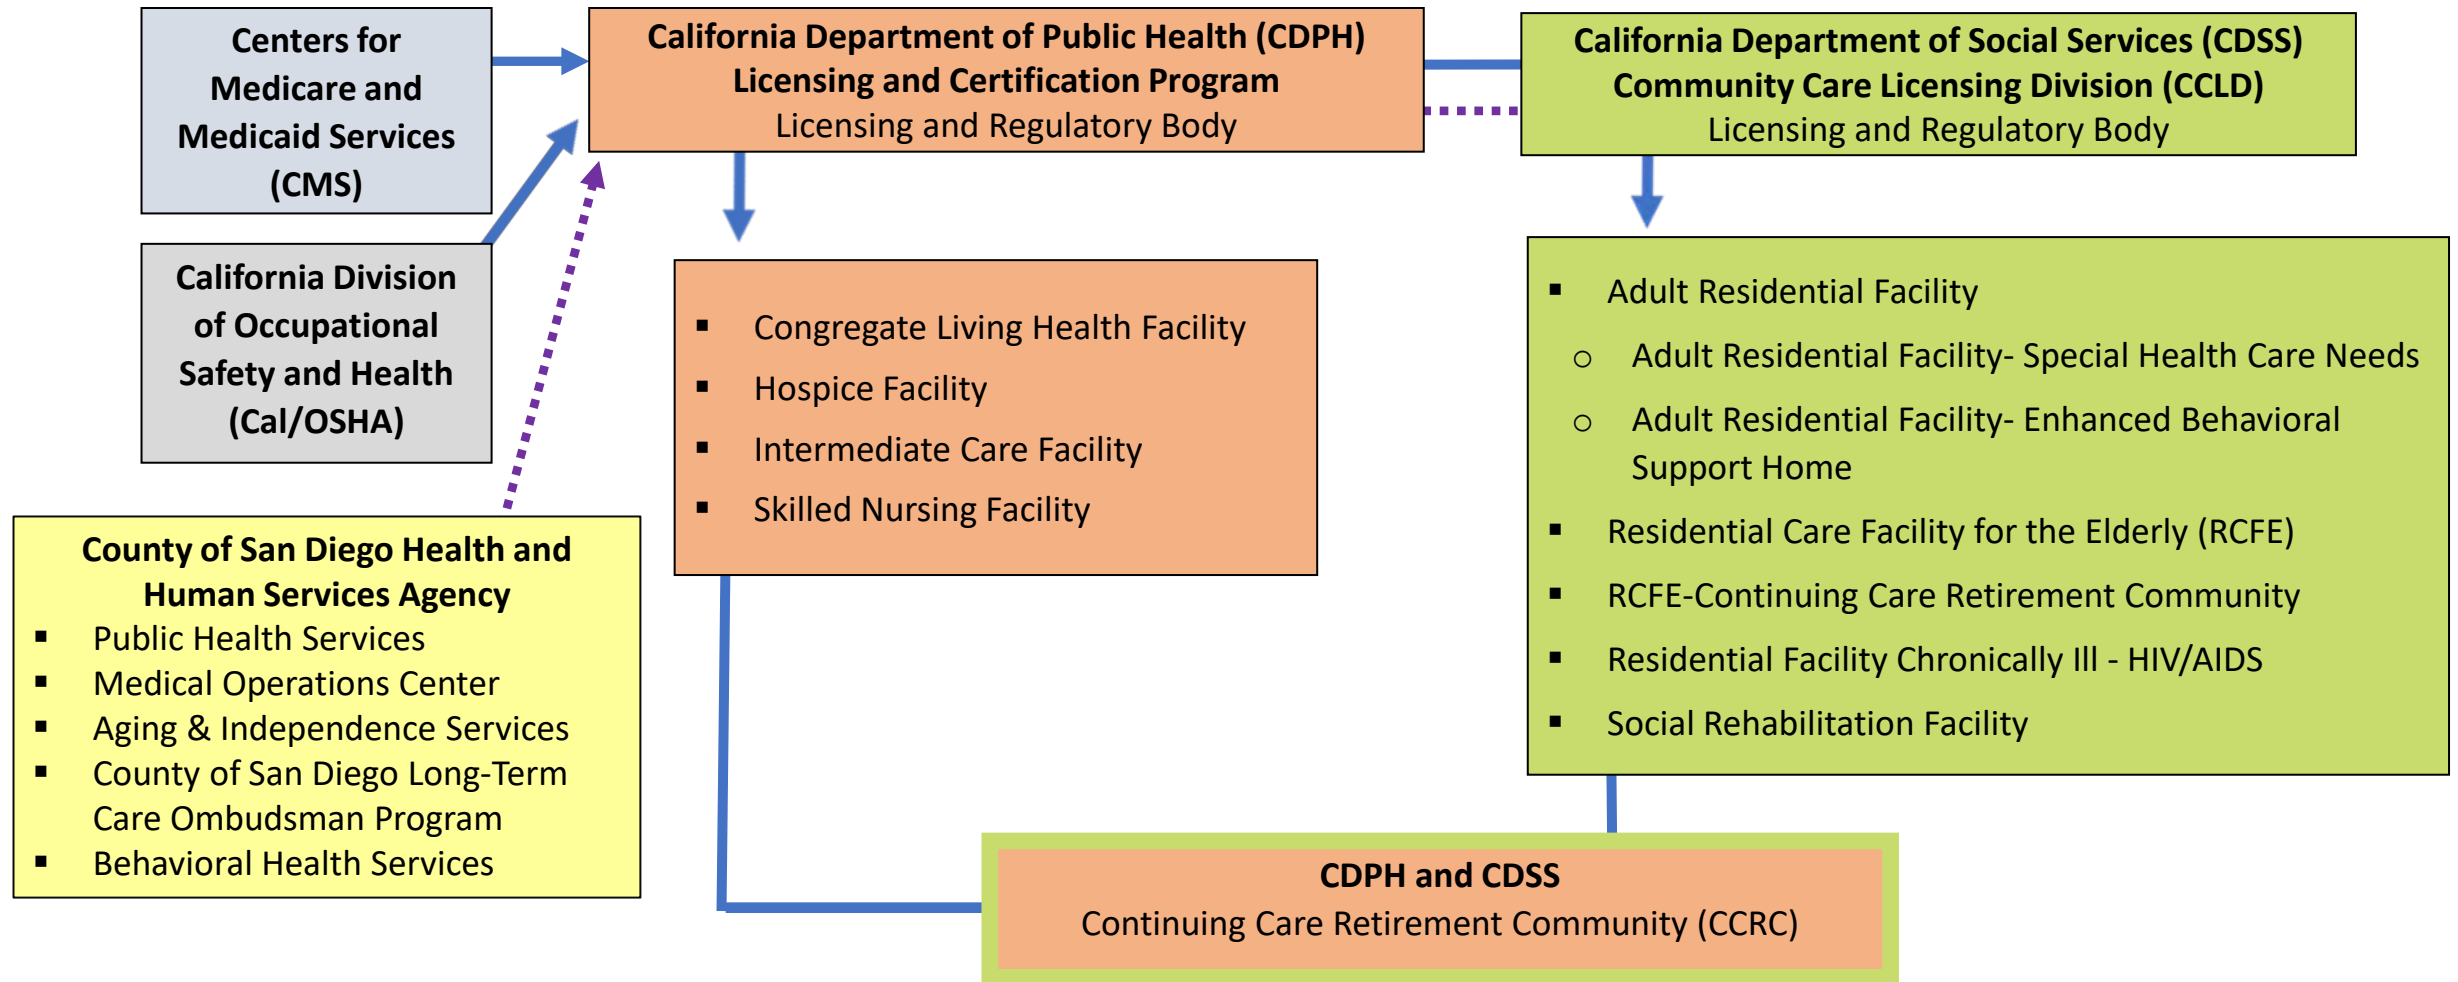 Centers for
Medicare and
Medicaid Services
(CMS)
California Department of Public Health (CDPH)
Licensing and Certification Program
Licensing and Regulatory Body
California Department of Social Services (CDSS)
Community Care Licensing Division (CCLD)
Licensing and Regulatory Body
California Division
of Occupational
Safety and Health
(Cal/OSHA)
County of San Diego Health and
Human Services Agency
▪ Public Health Services
▪ Medical Operations Center
▪ Aging & Independence Services
▪ County of San Diego Long-Term
Care Ombudsman Program
▪ Behavioral Health Services
▪ Congregate Living Health Facility
▪ Hospice Facility
▪ Intermediate Care Facility
▪ Skilled Nursing Facility
▪ Adult Residential Facility
o Adult Residential Facility- Special Health Care Needs
o Adult Residential Facility- Enhanced Behavioral
Support Home
▪ Residential Care Facility for the Elderly (RCFE)
▪ RCFE-Continuing Care Retirement Community
▪ Residential Facility Chronically Ill - HIV/AIDS
▪ Social Rehabilitation Facility
CDPH and CDSS
Continuing Care Retirement Community (CCRC)